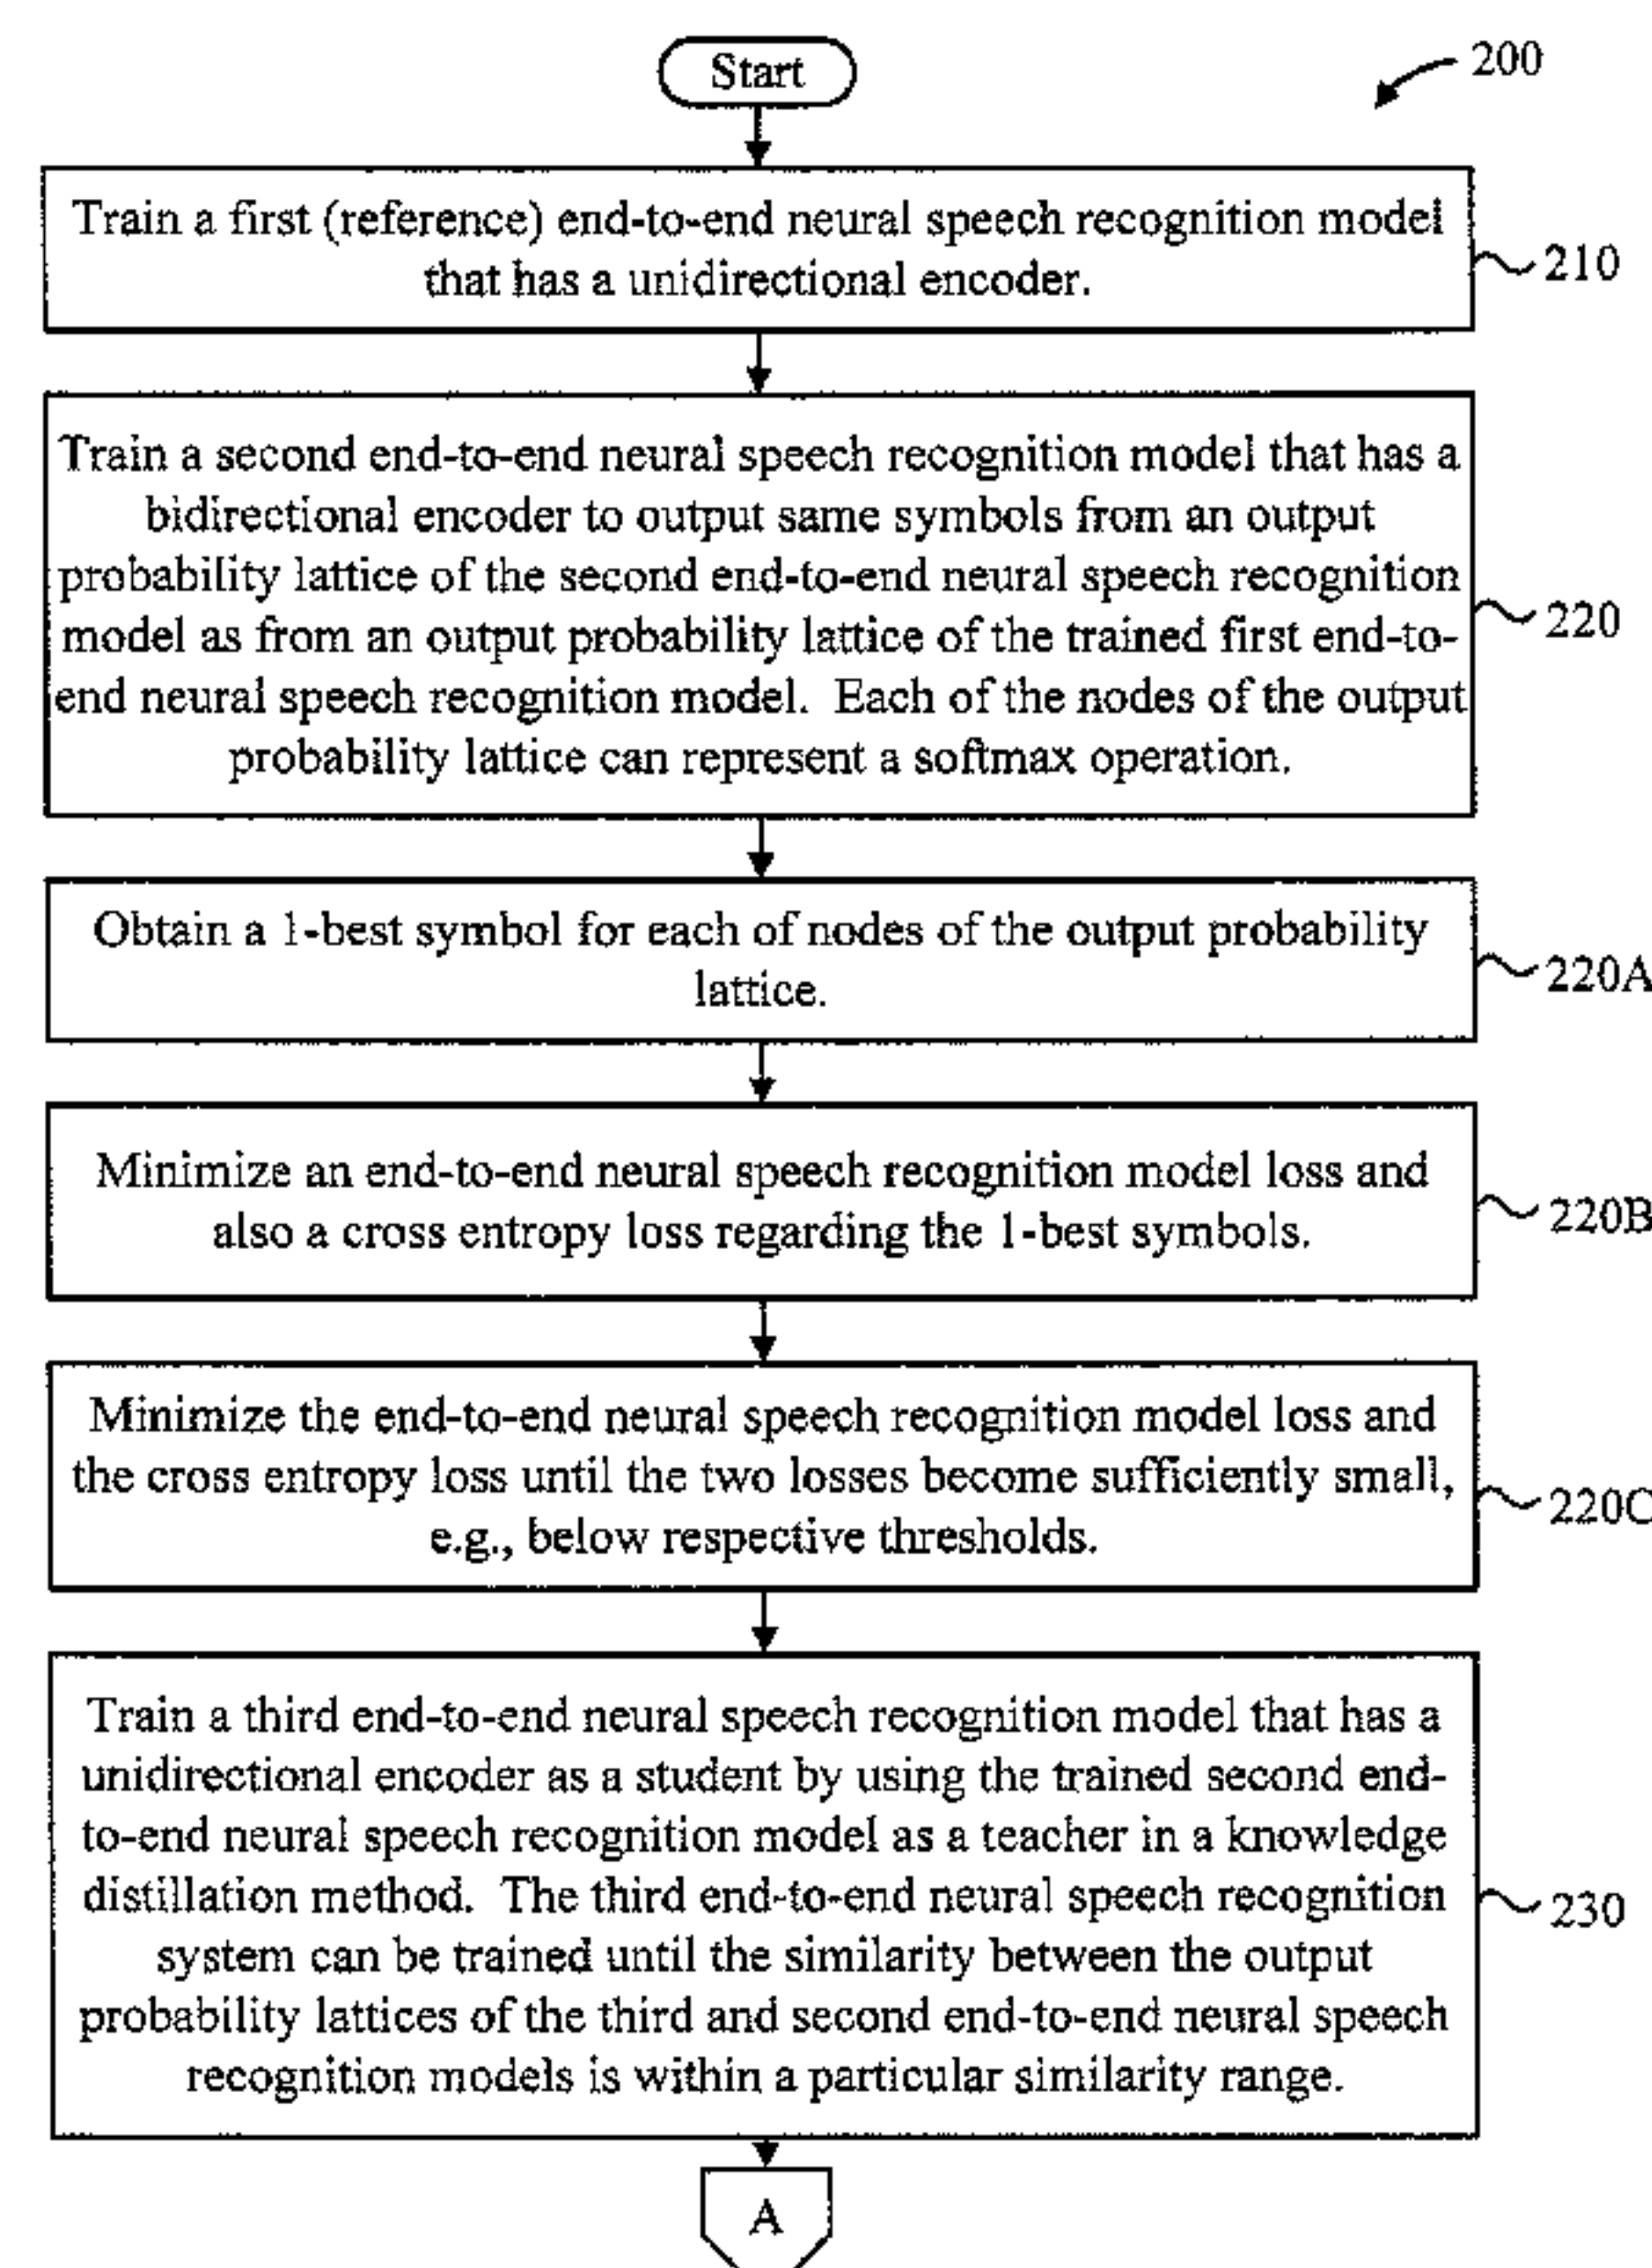 Start
200
Train a first (reference) end-to-end neural speech recognition model
that has a unidirectional encoder.
210
Train a second end-to-end neural speech recognition model that has a
bidirectional encoder to output same symbols from an output
probability lattice of the second end-to-end neural speech recognition
model as from an output probability lattice of the trained first end-to-
end neural speech recognition model. Each of the nodes of the output
probability lattice can represent a softmax operation.
220
Obtain a 1-best symbol for each of nodes of the output probability
lattice.
220A
Minimize an end-to-end neural speech recognition model loss and
also a cross entropy loss regarding the 1-best symbols.
220B
Minimize the end-to-end neural speech recognition model loss and
the cross entropy loss until the two losses become sufficiently small,
e.g., below respective thresholds.
220C
Train a third end-to-end neural speech recognition model that has a
unidirectional encoder as a student by using the trained second end-
to-end neural speech recognition model as a teacher in a knowledge
distillation method. The third end-to-end neural speech recognition
system can be trained until the similarity between the output
probability lattices of the third and second end-to-end neural speech
recognition models is within a particular similarity range.
230
A